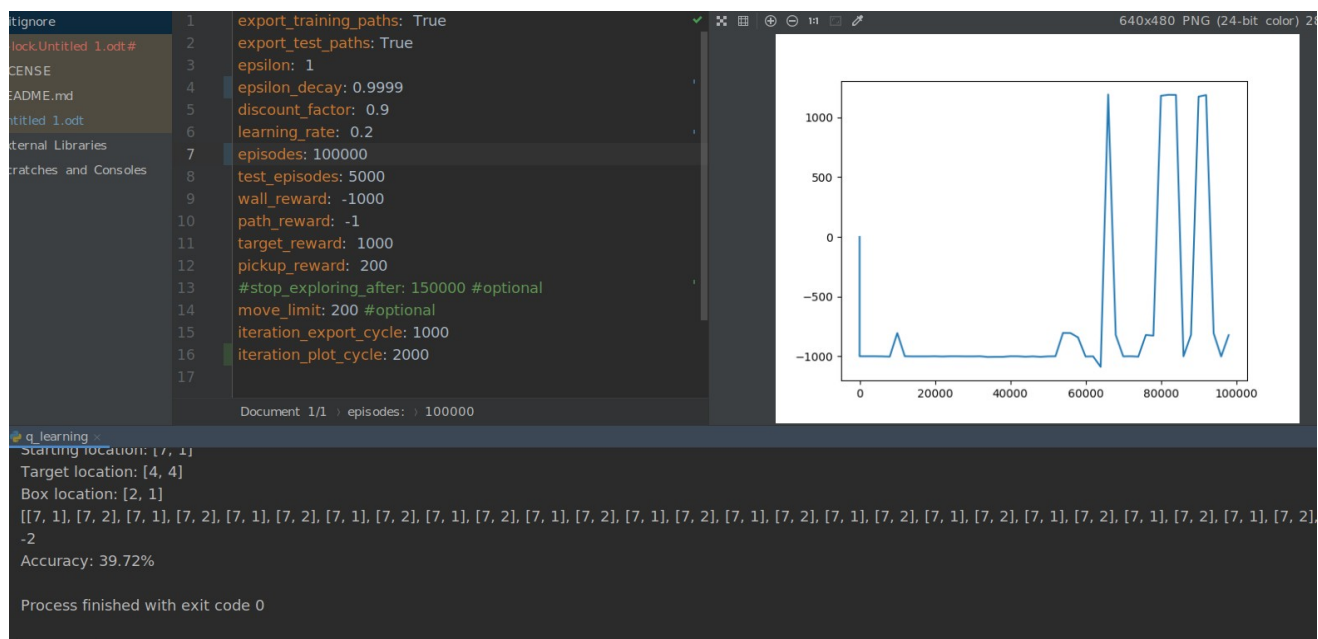 itignore
lock.Untitled 1.odt#
CENSE
EADME.md
ntitled 1.odt
xternal Libraries
cratches and Consoles
1 export_training_paths: True
2 export_test_paths: True
3 epsilon: 1
4 epsilon_decay: 0.9999
5 discount_factor: 0.9
6 learning_rate: 0.2
7 episodes: 100000
8 test_episodes: 5000
9 wall_reward: -1000
10 path_reward: -1
11 target_reward: 1000
12 pickup_reward: 200
13 #stop_exploring_after: 150000 #optional
14 move_limit: 200 #optional
15 iteration_export_cycle: 1000
16 iteration_plot_cycle: 2000
17
Document 1/1 › episodes: › 100000
1:1
640x480 PNG (24-bit color) 28
1000
500
0
−500
−1000
0 20000 40000 60000 80000 100000
q_learning ×
Starting location: [7, 1]
Target location: [4, 4]
Box location: [2, 1]
[[7, 1], [7, 2], [7, 1], [7, 2], [7, 1], [7, 2], [7, 1], [7, 2], [7, 1], [7, 2], [7, 1], [7, 2], [7, 1], [7, 2], [7, 1], [7, 2], [7, 1], [7, 2], [7, 1], [7, 2], [7, 1], [7, 2], [7, 1], [7, 2], [7, 1], [7, 2],
-2
Accuracy: 39.72%
Process finished with exit code 0